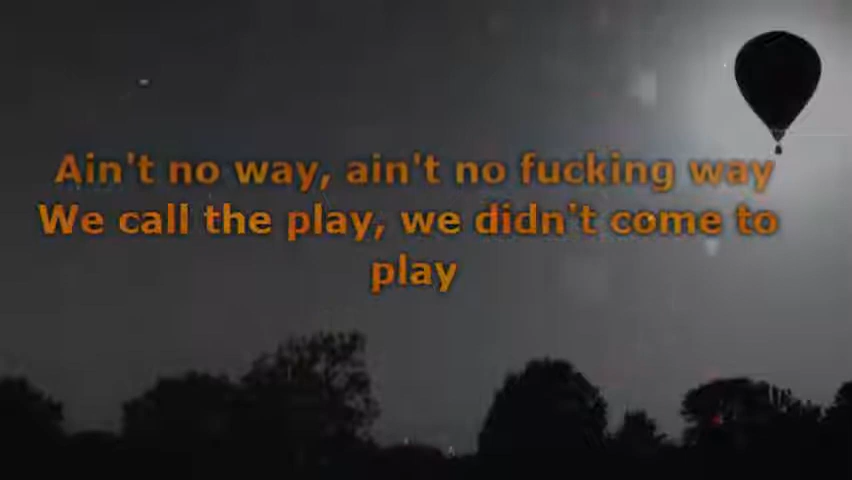 Ain't no way, ain't no fucking way
We call the play, we didn't come to
play